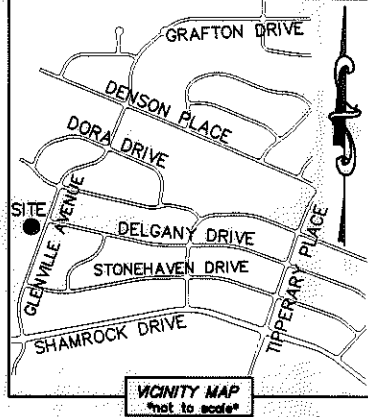 GRAFTON DRIVE
DENSON PLACE
DORA DRIVE
SITE
GLENVILLE AVENUE
DELGANY DRIVE
STONEHAVEN DRIVE
TIPPERARY PLACE
SHAMROCK DRIVE
VICINITY MAP
*not to scale*